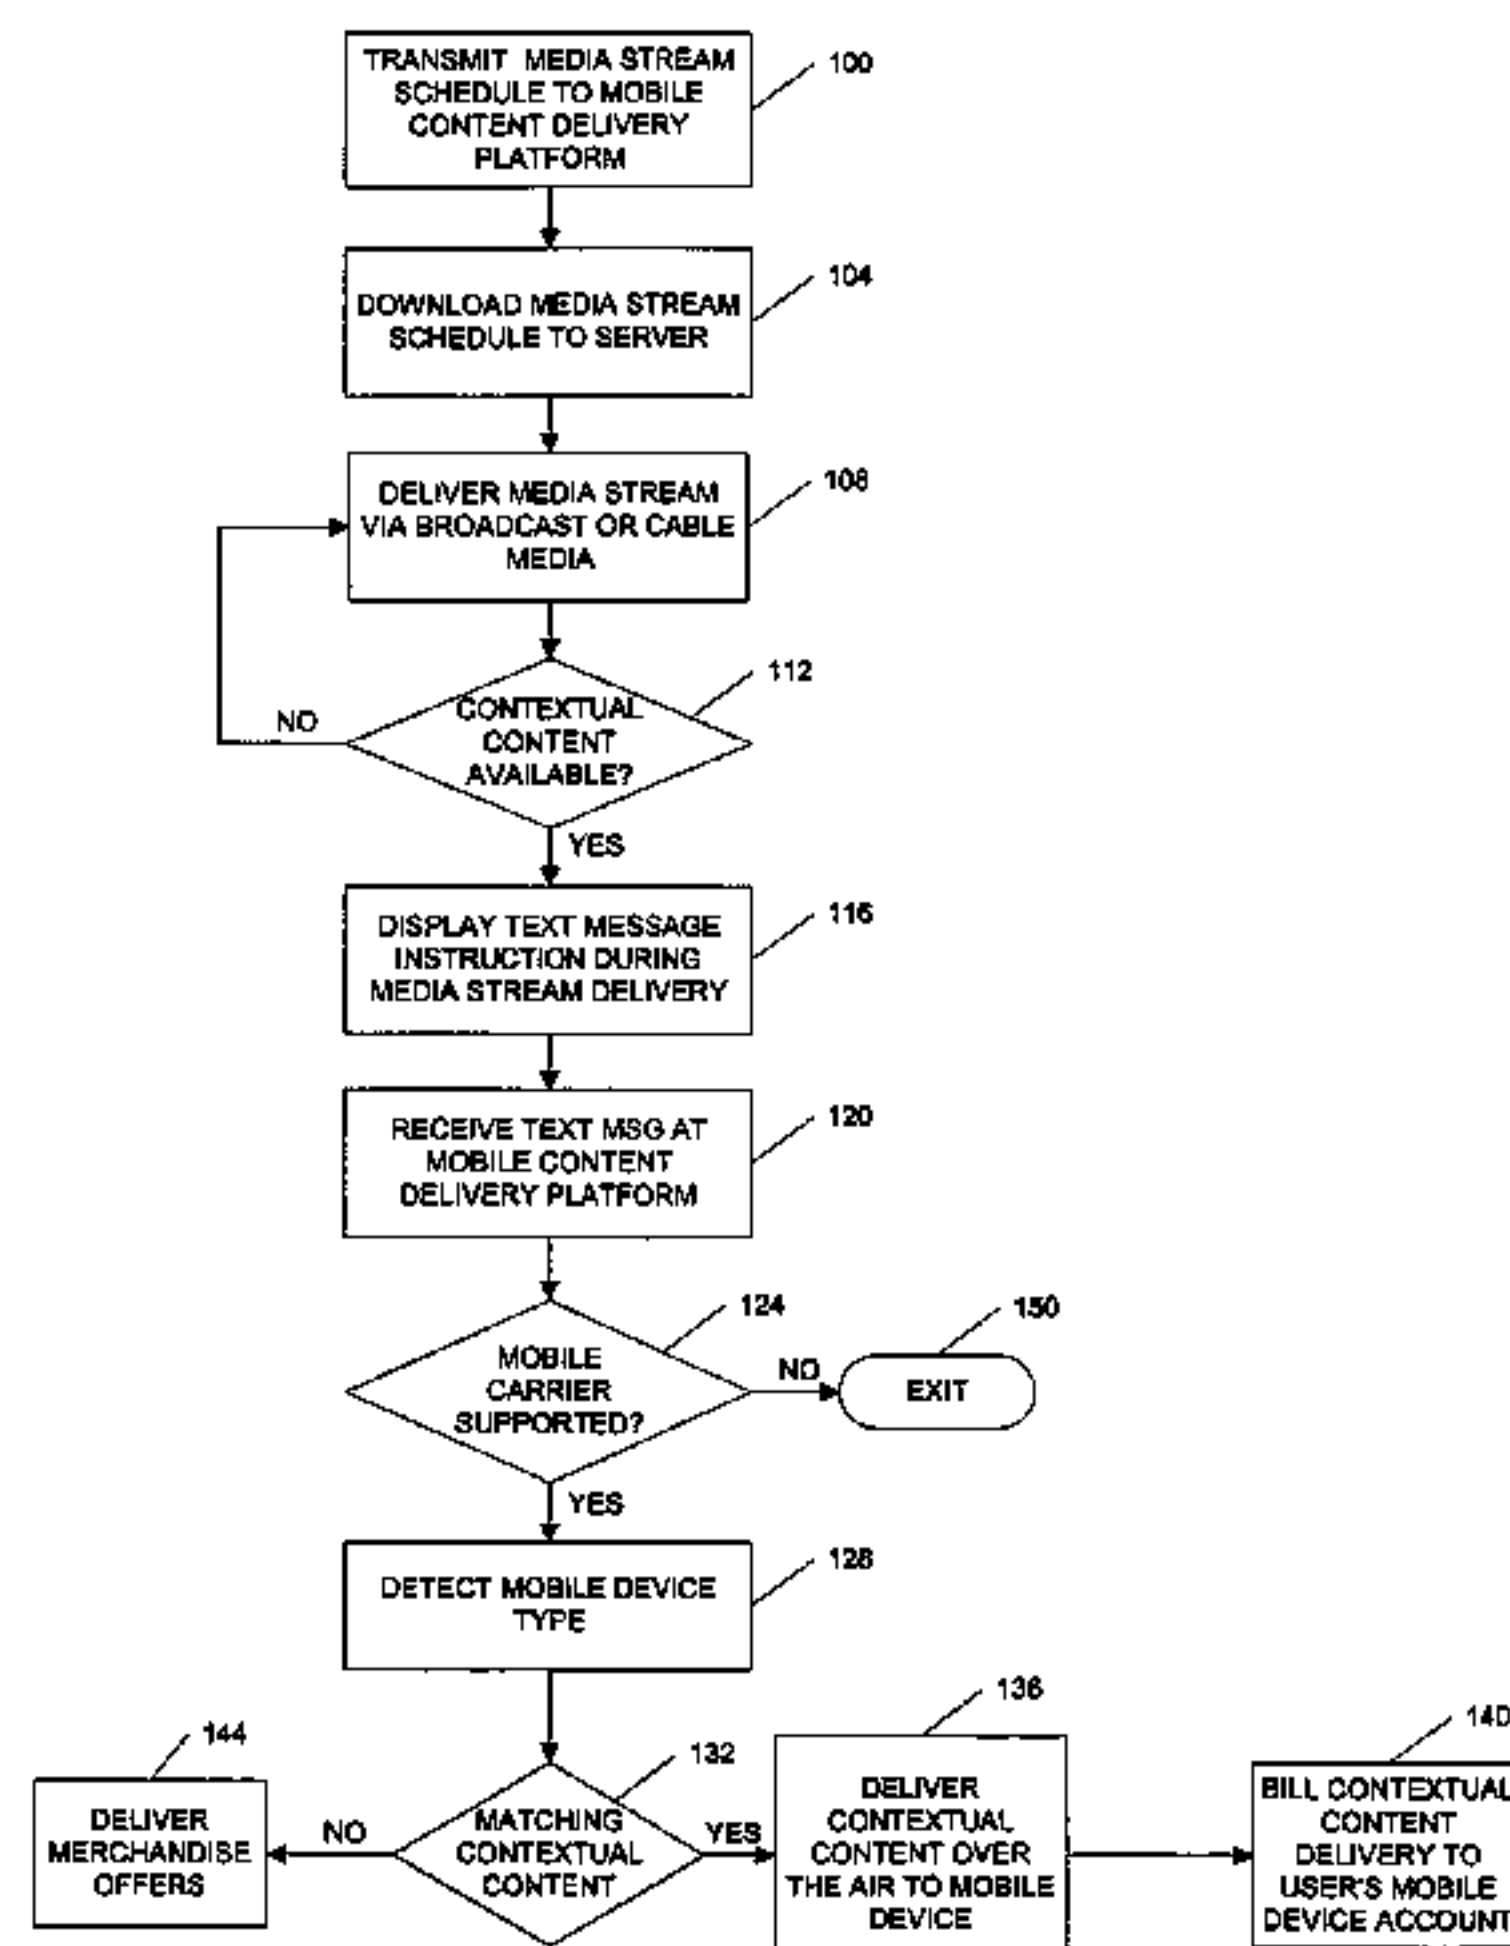 TRANSMIT MEDIA STREAM
SCHEDULE TO MOBILE
CONTENT DELIVERY
PLATFORM
100
DOWNLOAD MEDIA STREAM
SCHEDULE TO SERVER
104
DELIVER MEDIA STREAM
VIA BROADCAST OR CABLE
MEDIA
108
CONTEXTUAL
CONTENT
AVAILABLE?
112
NO
YES
DISPLAY TEXT MESSAGE
INSTRUCTION DURING
MEDIA STREAM DELIVERY
116
RECEIVE TEXT MSG AT
MOBILE CONTENT
DELIVERY PLATFORM
120
MOBILE
CARRIER
SUPPORTED?
124
NO
EXIT
150
YES
DETECT MOBILE DEVICE
TYPE
128
MATCHING
CONTEXTUAL
CONTENT
132
NO
DELIVER
MERCHANDISE
OFFERS
144
YES
DELIVER
CONTEXTUAL
CONTENT OVER
THE AIR TO MOBILE
DEVICE
136
BILL CONTEXTUAL
CONTENT
DELIVERY TO
USER'S MOBILE
DEVICE ACCOUNT
140